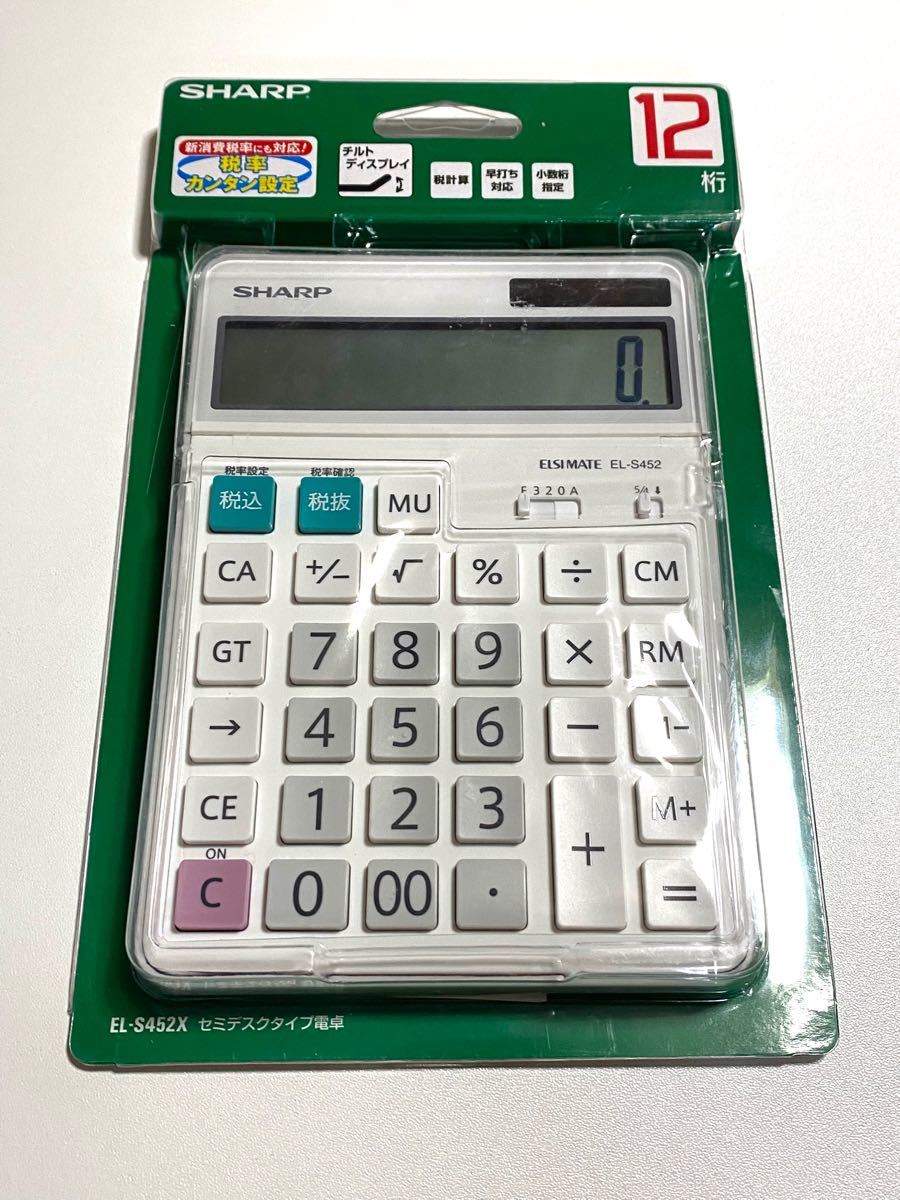 SHARP
12
桁
新消費税率にも対応!
税率
カンタン設定
チルト
ディスプレイ
税計算
早打ち
対応
小数桁
指定
SHARP
0.
ELSIMATE EL-S452
税率設定 税率確認
税込 税抜 MU
F 3 2 0 A 5/4 ⬇
CA +/− √ % ÷ CM
GT 7 8 9 × RM
→ 4 5 6 −
CE 1 2 3 + M+
ON
C 0 00 · =
EL-S452X セミデスクタイプ電卓